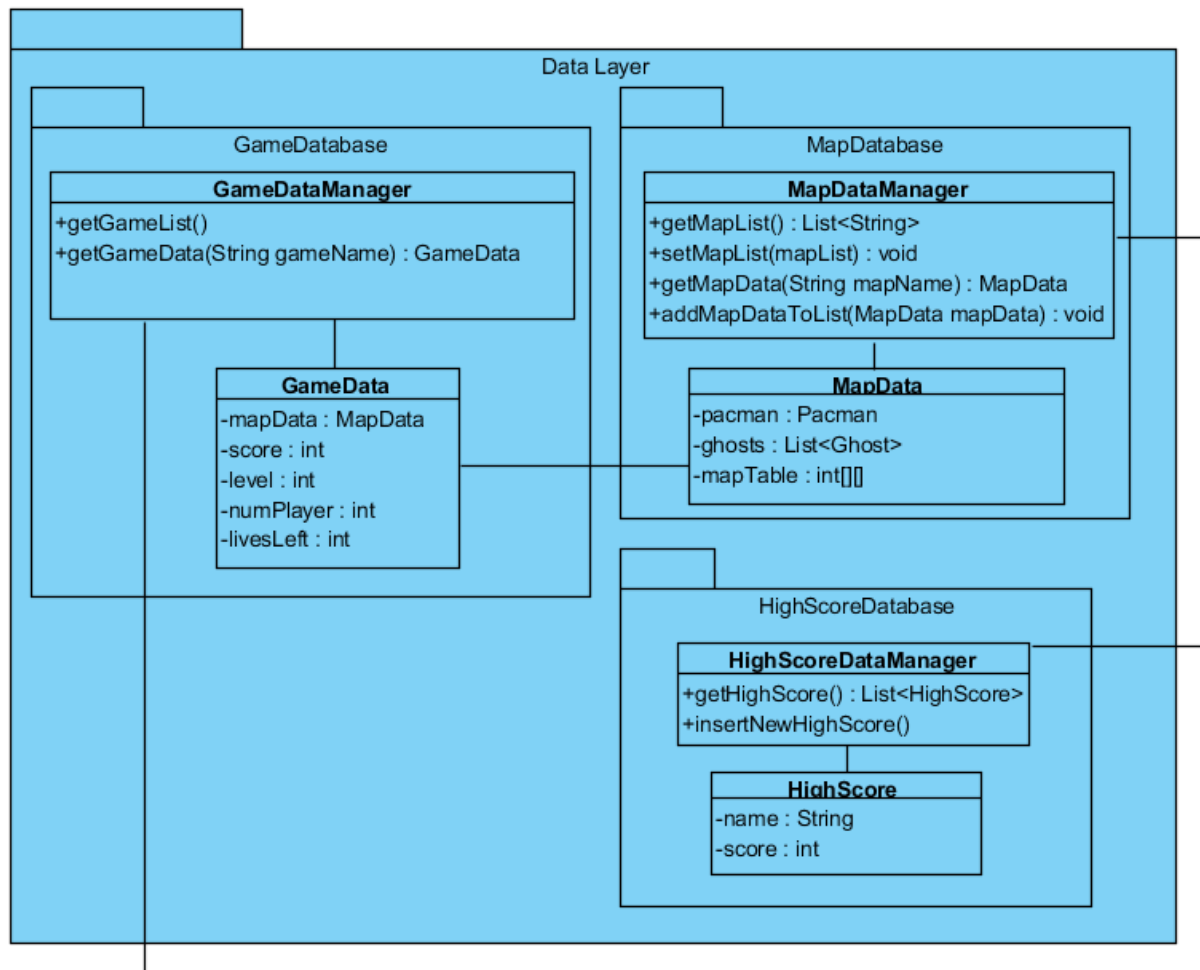 Data Layer
GameDatabase
GameDataManager
+getGameList()
+getGameData(String gameName) : GameData
GameData
-mapData : MapData
-score : int
-level : int
-numPlayer : int
-livesLeft : int
MapDatabase
MapDataManager
+getMapList() : List<String>
+setMapList(mapList) : void
+getMapData(String mapName) : MapData
+addMapDataToList(MapData mapData) : void
MapData
-pacman : Pacman
-ghosts : List<Ghost>
-mapTable : int[][]
HighScoreDatabase
HighScoreDataManager
+getHighScore() : List<HighScore>
+insertNewHighScore()
HighScore
-name : String
-score : int